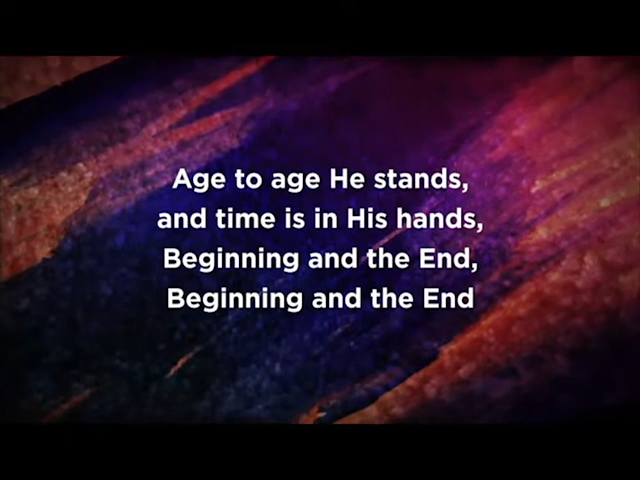 Age to age He stands,
and time is in His hands,
Beginning and the End,
Beginning and the End